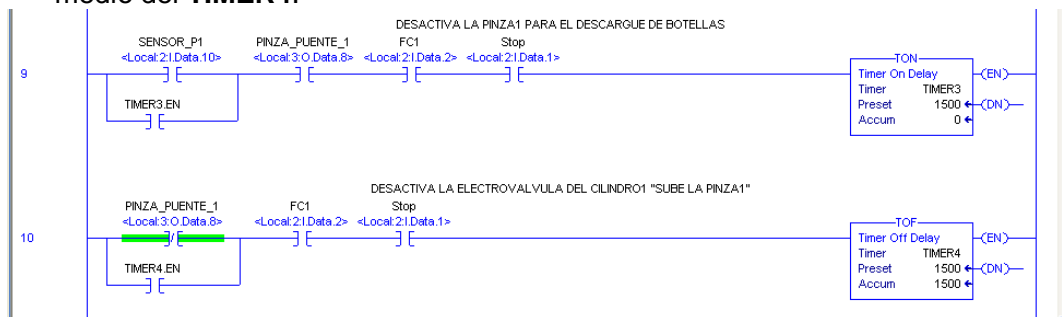 medio del TIMER4.
DESACTIVA LA PINZA1 PARA EL DESCARGUE DE BOTELLAS
SENSOR_P1 PINZA_PUENTE_1 FC1 Stop
<Local:2:I.Data.10> <Local:3:O.Data.8> <Local:2:I.Data.2> <Local:2:I.Data.1>
9
TIMER3.EN
TON
Timer On Delay
Timer TIMER3
Preset 1500
Accum 0
(EN)
(DN)
DESACTIVA LA ELECTROVALVULA DEL CILINDRO1 "SUBE LA PINZA1"
PINZA_PUENTE_1 FC1 Stop
<Local:3:O.Data.8> <Local:2:I.Data.2> <Local:2:I.Data.1>
10
TIMER4.EN
TOF
Timer Off Delay
Timer TIMER4
Preset 1500
Accum 1500
(EN)
(DN)